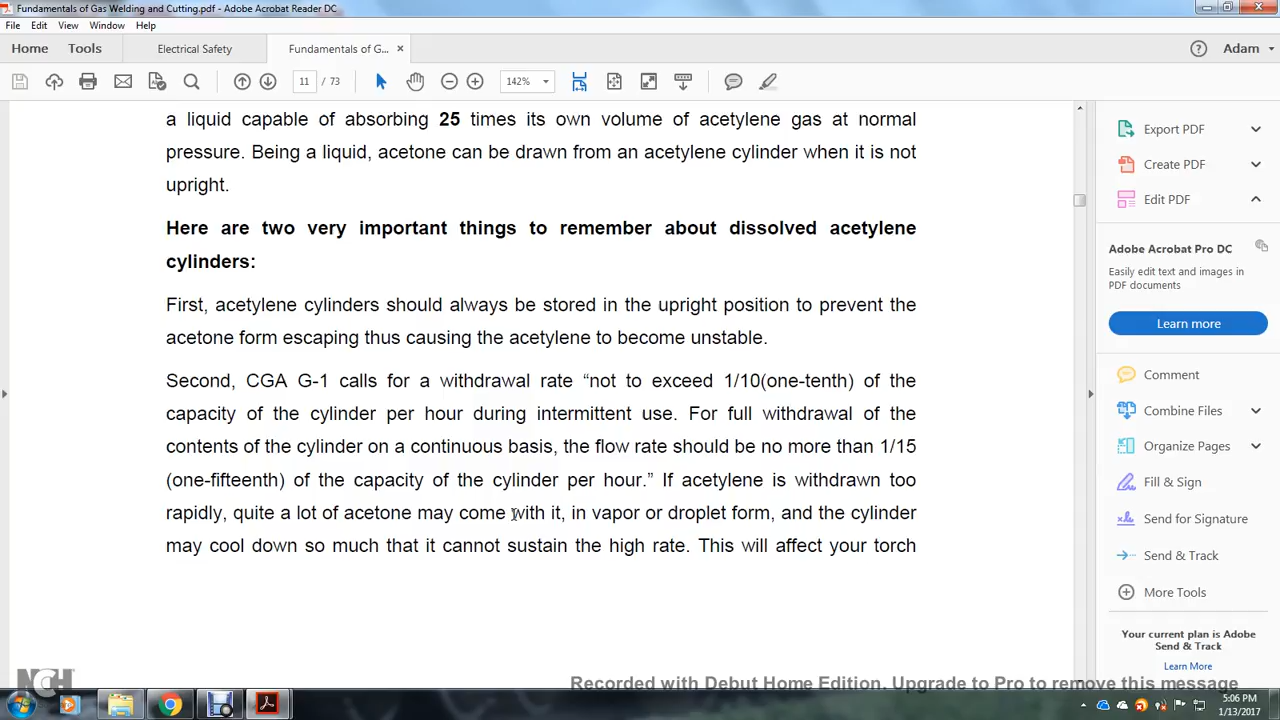 Fundamentals of Gas Welding and Cutting.pdf - Adobe Acrobat Reader DC
File Edit View Window Help
Home Tools Electrical Safety Fundamentals of G... × Adam
11 / 73 142%
a liquid capable of absorbing 25 times its own volume of acetylene gas at normal
pressure. Being a liquid, acetone can be drawn from an acetylene cylinder when it is not
upright.
Here are two very important things to remember about dissolved acetylene
cylinders:
First, acetylene cylinders should always be stored in the upright position to prevent the
acetone form escaping thus causing the acetylene to become unstable.
Second, CGA G-1 calls for a withdrawal rate “not to exceed 1/10(one-tenth) of the
capacity of the cylinder per hour during intermittent use. For full withdrawal of the
contents of the cylinder on a continuous basis, the flow rate should be no more than 1/15
(one-fifteenth) of the capacity of the cylinder per hour.” If acetylene is withdrawn too
rapidly, quite a lot of acetone may come with it, in vapor or droplet form, and the cylinder
may cool down so much that it cannot sustain the high rate. This will affect your torch
Export PDF
Create PDF
Edit PDF
Adobe Acrobat Pro DC
Easily edit text and images in
PDF documents
Learn more
Comment
Combine Files
Organize Pages
Fill & Sign
Send for Signature
Send & Track
More Tools
Your current plan is Adobe
Send & Track
Learn More
NCH
Recorded with Debut Home Edition. Upgrade to Pro to remove this message
5:06 PM
1/13/2017